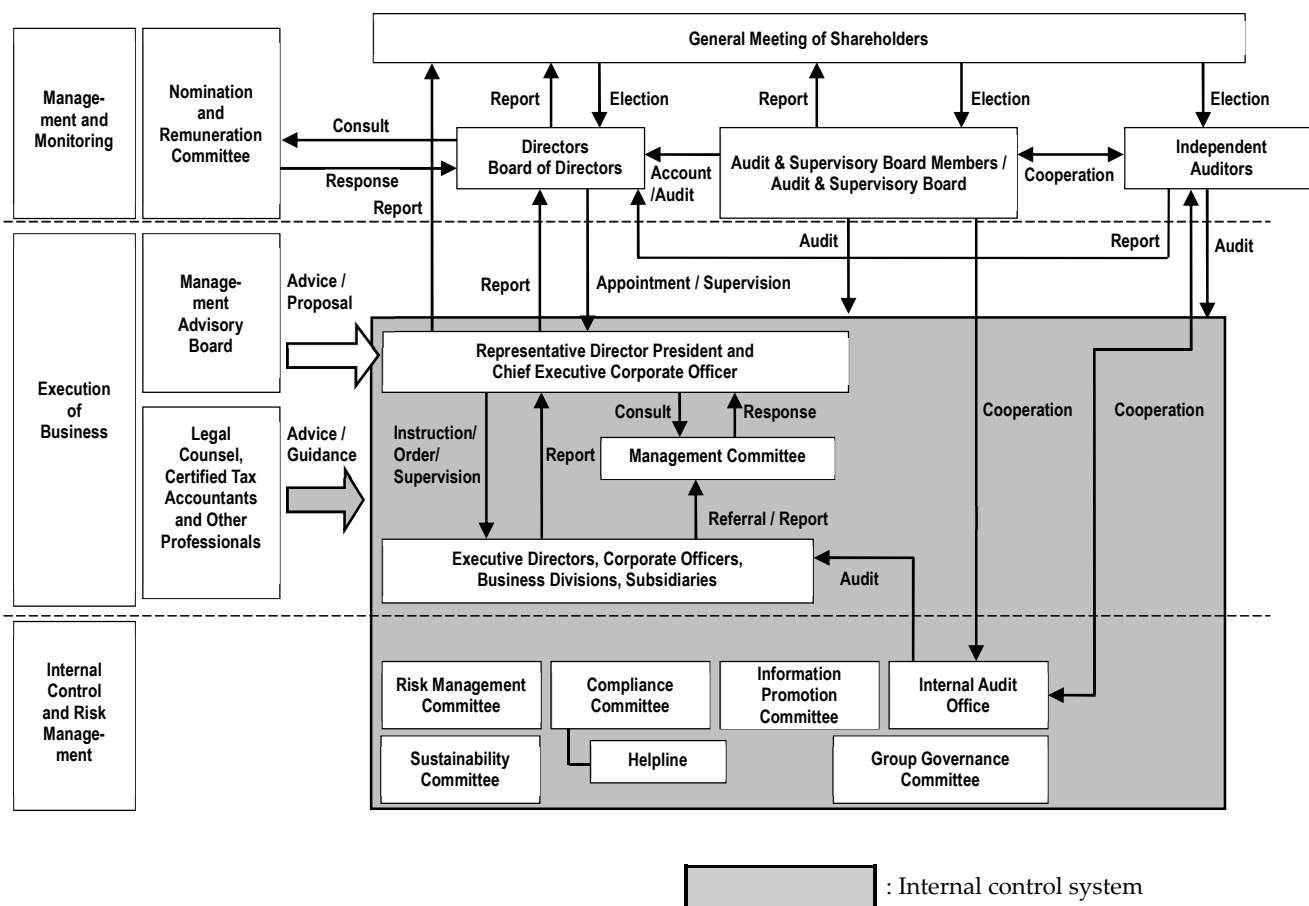 General Meeting of Shareholders
Manage-
ment and
Monitoring
Nomination
and
Remuneration
Committee
Report
Election
Report
Election
Election
Consult
Response
Report
Directors
Board of Directors
Account
/Audit
Audit & Supervisory Board Members /
Audit & Supervisory Board
Cooperation
Independent
Auditors
Execution
of
Business
Manage-
ment
Advisory
Board
Advice /
Proposal
Report
Appointment / Supervision
Audit
Report
Audit
Representative Director President and
Chief Executive Corporate Officer
Legal
Counsel,
Certified Tax
Accountants
and Other
Professionals
Advice /
Guidance
Instruction/
Order/
Supervision
Report
Consult
Response
Management Committee
Referral / Report
Cooperation
Cooperation
Executive Directors, Corporate Officers,
Business Divisions, Subsidiaries
Audit
Internal
Control
and Risk
Manage-
ment
Risk Management
Committee
Compliance
Committee
Information
Promotion
Committee
Internal Audit
Office
Sustainability
Committee
Helpline
Group Governance
Committee
: Internal control system